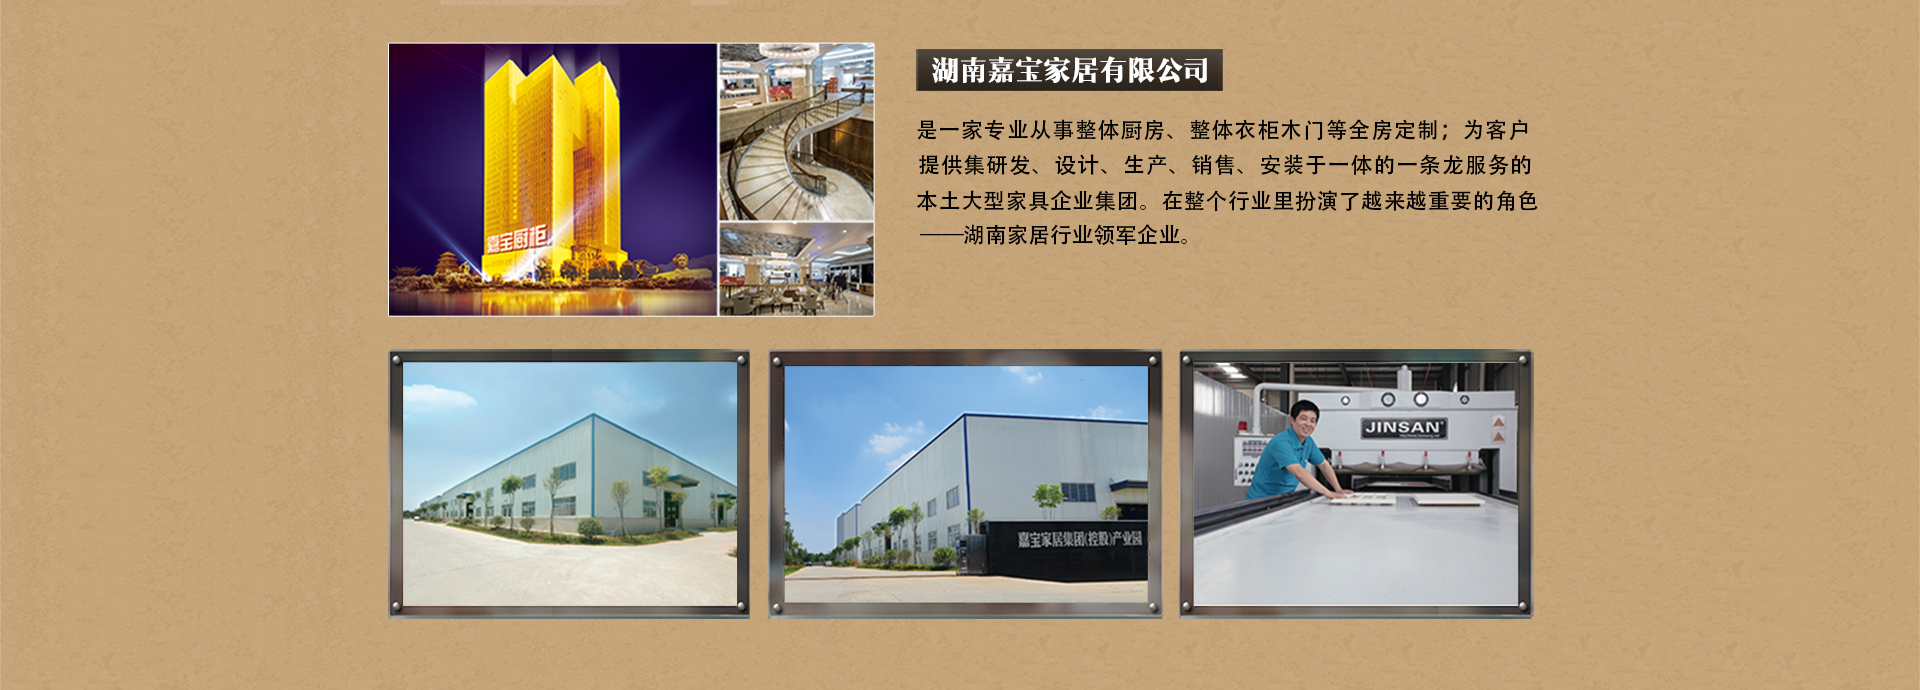 湖南嘉宝家居有限公司
是一家专业从事整体厨房、整体衣柜木门等全房定制；为客户
提供集研发、设计、生产、销售、安装于一体的一条龙服务的
本土大型家具企业集团。在整个行业里扮演了越来越重要的角色
——湖南家居行业领军企业。
嘉宝厨柜
嘉宝家居集团(控股)产业园
JINSAN